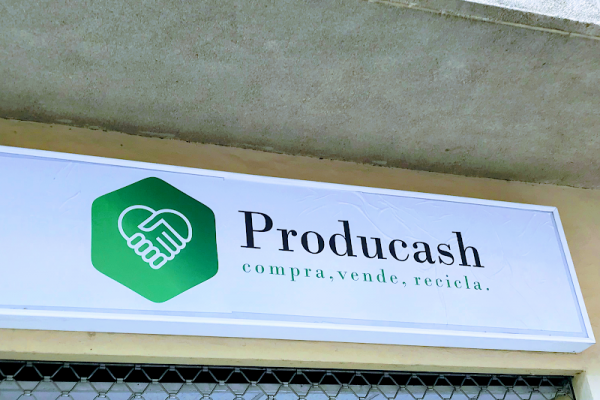 Producash
compra, vende, recicla.